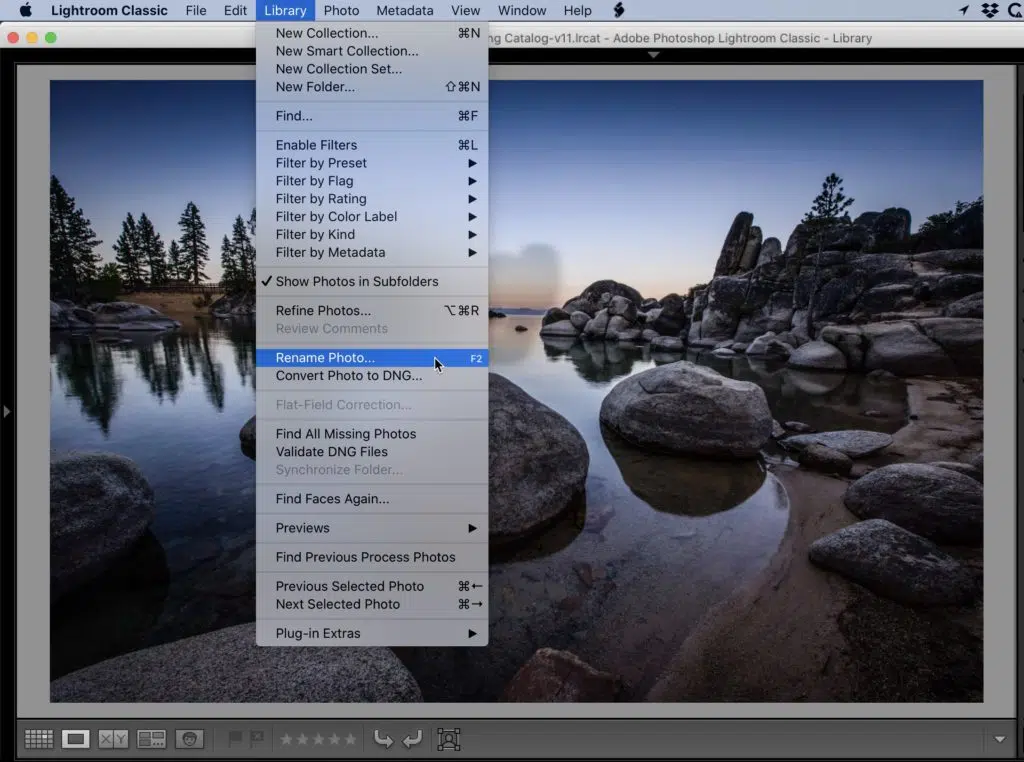 Lightroom Classic File Edit Library Photo Metadata View Window Help
ng Catalog-v11.lrcat - Adobe Photoshop Lightroom Classic - Library
New Collection... ⌘N
New Smart Collection...
New Collection Set...
New Folder... ⇧⌘N
Find... ⌘F
Enable Filters ⌘L
Filter by Preset ▶
Filter by Flag ▶
Filter by Rating ▶
Filter by Color Label ▶
Filter by Kind ▶
Filter by Metadata ▶
✓ Show Photos in Subfolders
Refine Photos... ⌥⌘R
Review Comments
Rename Photo... F2
Convert Photo to DNG...
Flat-Field Correction...
Find All Missing Photos
Validate DNG Files
Synchronize Folder...
Find Faces Again...
Previews ▶
Find Previous Process Photos
Previous Selected Photo ⌘←
Next Selected Photo ⌘→
Plug-in Extras ▶
XY